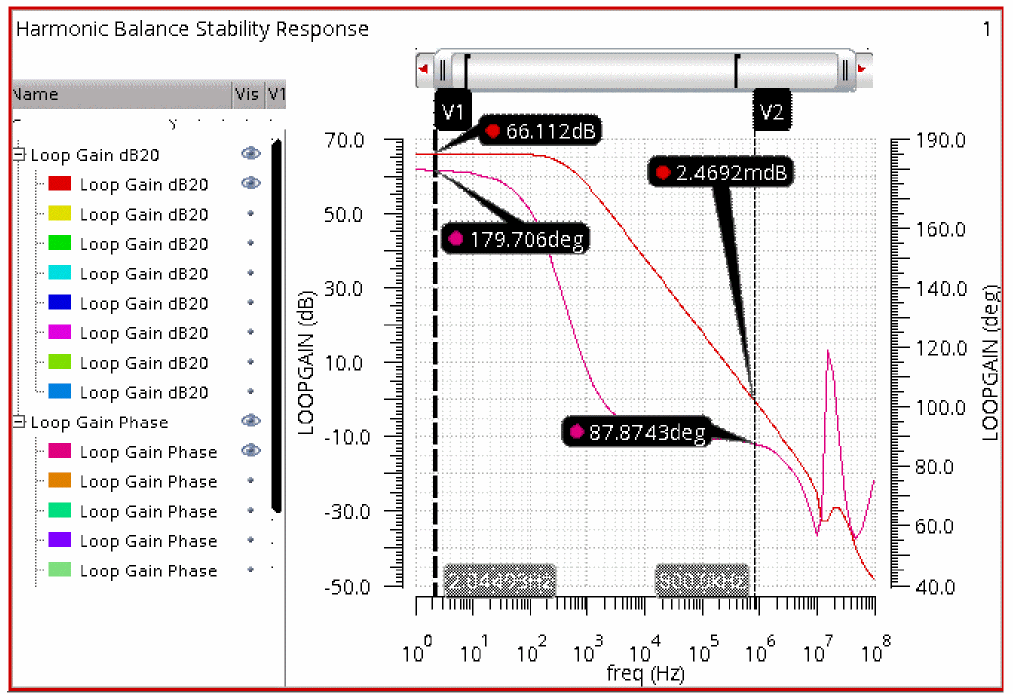 Harmonic Balance Stability Response
1
Name Vis V1
Loop Gain dB20
Loop Gain dB20
Loop Gain dB20
Loop Gain dB20
Loop Gain dB20
Loop Gain dB20
Loop Gain dB20
Loop Gain dB20
Loop Gain dB20
Loop Gain Phase
Loop Gain Phase
Loop Gain Phase
Loop Gain Phase
Loop Gain Phase
Loop Gain Phase
V1
V2
66.112dB
2.4692mdB
179.706deg
87.8743deg
LOOPGAIN (dB)
70.0
50.0
30.0
10.0
-10.0
-30.0
-50.0
LOOPGAIN (deg)
190.0
160.0
140.0
120.0
100.0
80.0
60.0
40.0
10^0 10^1 10^2 10^3 10^4 10^5 10^6 10^7 10^8
freq (Hz)